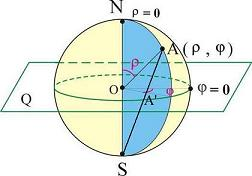 N
ρ = 0
A (ρ , φ)
ρ
O
A'
φ
φ = 0
Q
S